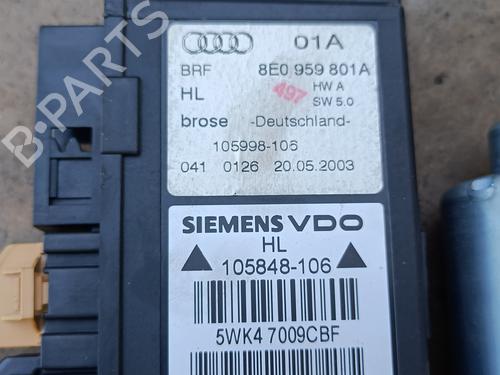 01A
BRF 8E0 959 801A
HL 497 HW A
SW 5.0
brose -Deutschland-
105998-106
041 0126 20.05.2003
SIEMENS VDO
HL
105848-106
5WK4 7009CBF
B-PARTS